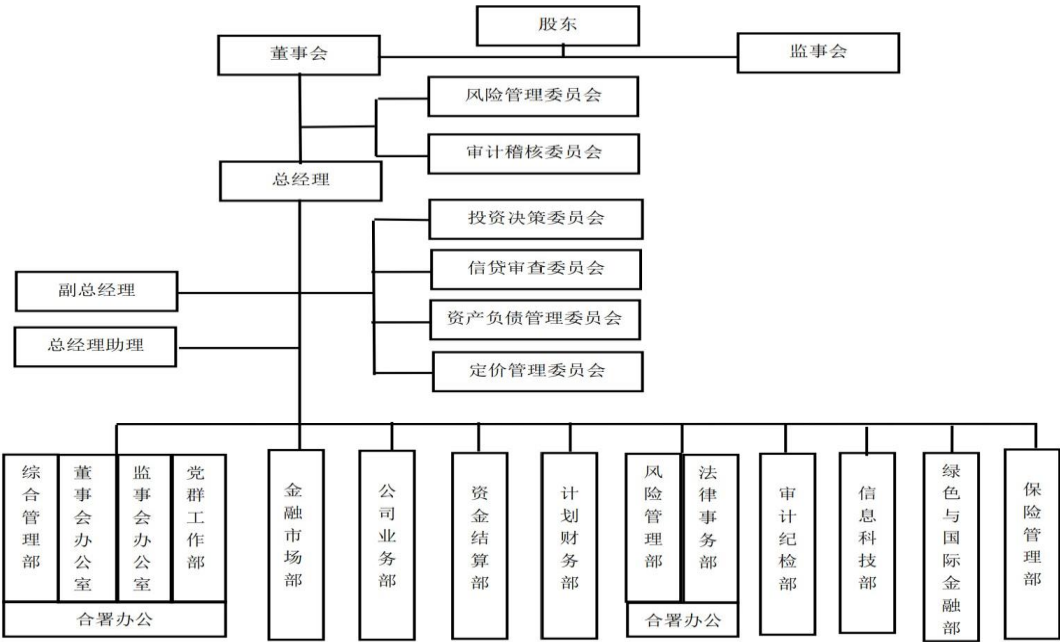 股东
董事会
监事会
风险管理委员会
审计稽核委员会
总经理
投资决策委员会
信贷审查委员会
副总经理
资产负债管理委员会
总经理助理
定价管理委员会
综合管理部
董事会办公室
监事会办公室
党群工作部
合署办公
金融市场部
公司业务部
资金结算部
计划财务部
风险管理部
法律事务部
合署办公
审计纪检部
信息科技部
绿色与国际金融部
保险管理部